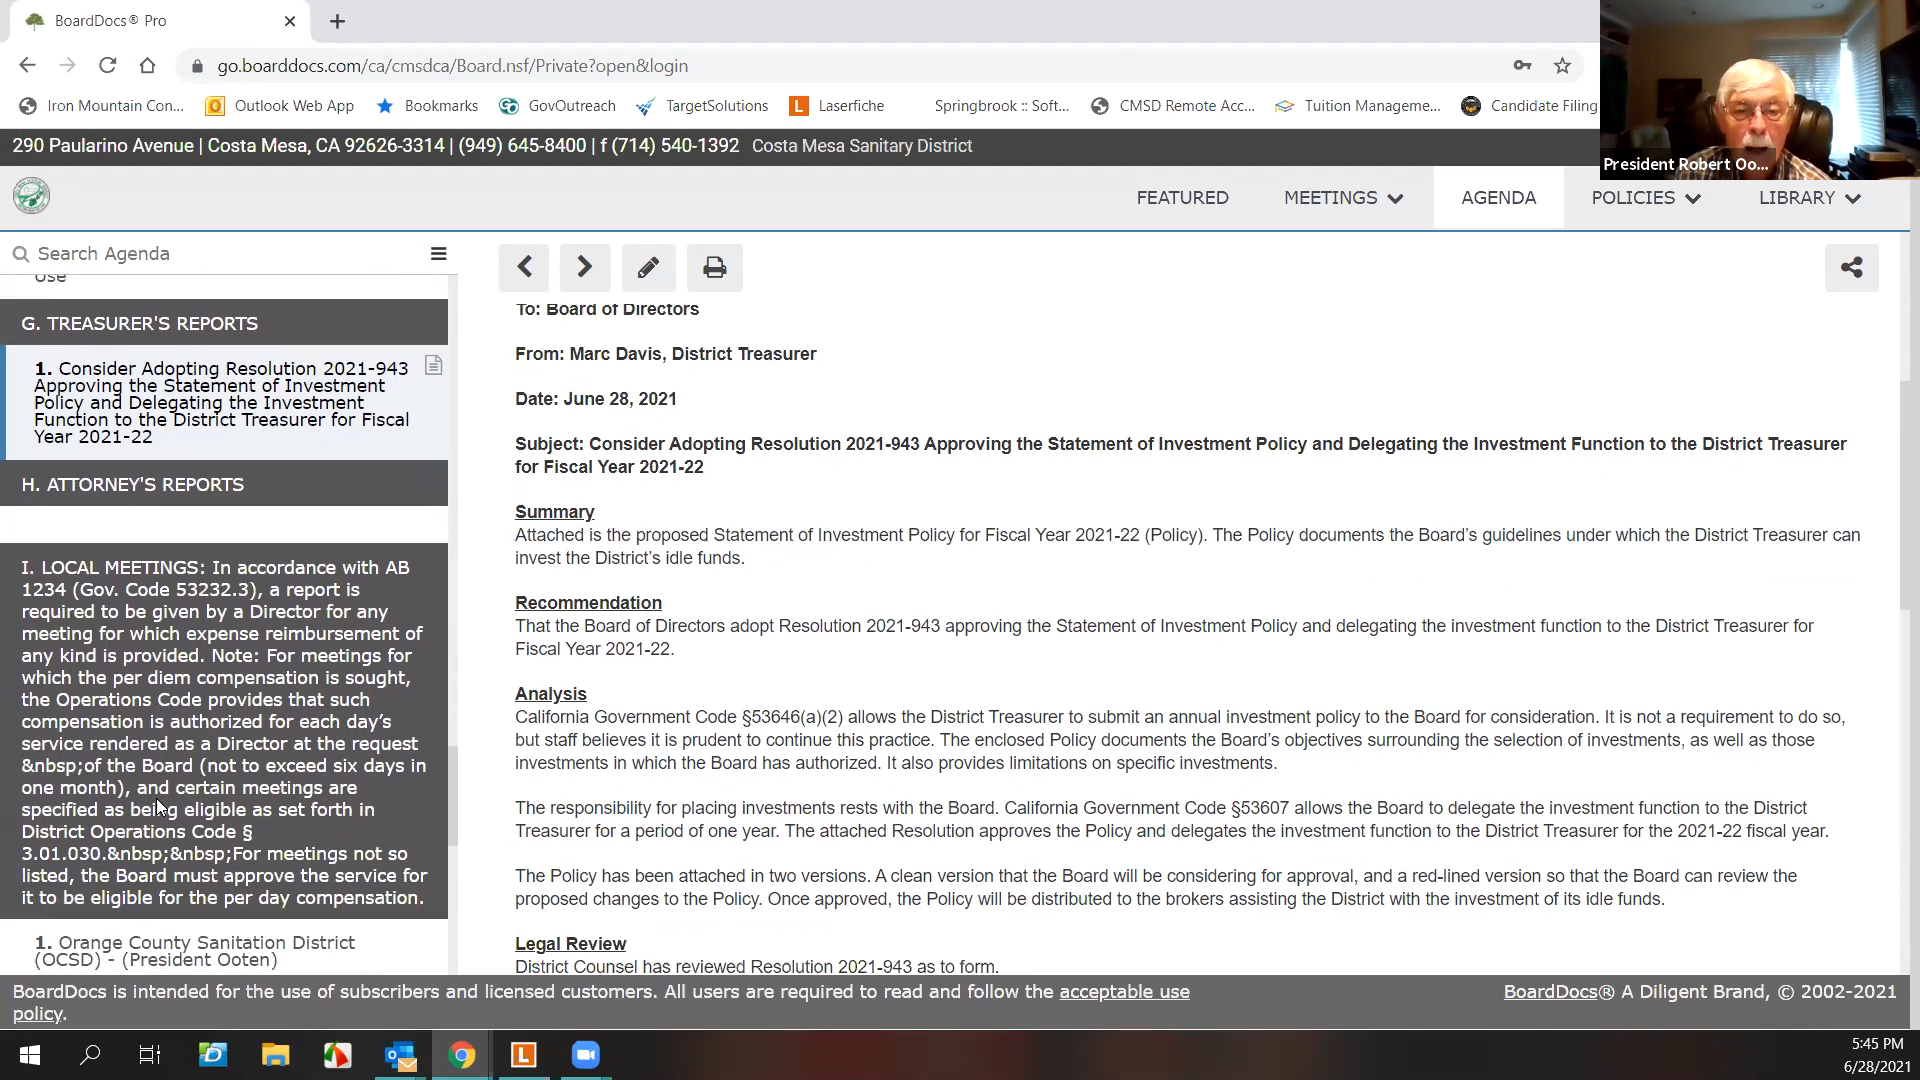 BoardDocs® Pro
go.boarddocs.com/ca/cmsdca/Board.nsf/Private?open&login
Iron Mountain Con... Outlook Web App Bookmarks GovOutreach TargetSolutions Laserfiche Springbrook :: Soft... CMSD Remote Acc... Tuition Manageme... Candidate Filing
President Robert Oo...
290 Paularino Avenue | Costa Mesa, CA 92626-3314 | (949) 645-8400 | f (714) 540-1392 Costa Mesa Sanitary District
FEATURED MEETINGS AGENDA POLICIES LIBRARY
Search Agenda
Use
G. TREASURER'S REPORTS
1. Consider Adopting Resolution 2021-943
Approving the Statement of Investment
Policy and Delegating the Investment
Function to the District Treasurer for Fiscal
Year 2021-22
H. ATTORNEY'S REPORTS
I. LOCAL MEETINGS: In accordance with AB
1234 (Gov. Code 53232.3), a report is
required to be given by a Director for any
meeting for which expense reimbursement of
any kind is provided. Note: For meetings for
which the per diem compensation is sought,
the Operations Code provides that such
compensation is authorized for each day’s
service rendered as a Director at the request
&nbsp;of the Board (not to exceed six days in
one month), and certain meetings are
specified as being eligible as set forth in
District Operations Code §
3.01.030.&nbsp;&nbsp;For meetings not so
listed, the Board must approve the service for
it to be eligible for the per day compensation.
1. Orange County Sanitation District
(OCSD) - (President Ooten)
To: Board of Directors
From: Marc Davis, District Treasurer
Date: June 28, 2021
Subject: Consider Adopting Resolution 2021-943 Approving the Statement of Investment Policy and Delegating the Investment Function to the District Treasurer
for Fiscal Year 2021-22
Summary
Attached is the proposed Statement of Investment Policy for Fiscal Year 2021-22 (Policy). The Policy documents the Board’s guidelines under which the District Treasurer can
invest the District’s idle funds.
Recommendation
That the Board of Directors adopt Resolution 2021-943 approving the Statement of Investment Policy and delegating the investment function to the District Treasurer for
Fiscal Year 2021-22.
Analysis
California Government Code §53646(a)(2) allows the District Treasurer to submit an annual investment policy to the Board for consideration. It is not a requirement to do so,
but staff believes it is prudent to continue this practice. The enclosed Policy documents the Board’s objectives surrounding the selection of investments, as well as those
investments in which the Board has authorized. It also provides limitations on specific investments.
The responsibility for placing investments rests with the Board. California Government Code §53607 allows the Board to delegate the investment function to the District
Treasurer for a period of one year. The attached Resolution approves the Policy and delegates the investment function to the District Treasurer for the 2021-22 fiscal year.
The Policy has been attached in two versions. A clean version that the Board will be considering for approval, and a red-lined version so that the Board can review the
proposed changes to the Policy. Once approved, the Policy will be distributed to the brokers assisting the District with the investment of its idle funds.
Legal Review
District Counsel has reviewed Resolution 2021-943 as to form.
BoardDocs is intended for the use of subscribers and licensed customers. All users are required to read and follow the acceptable use
policy.
BoardDocs® A Diligent Brand, © 2002-2021
5:45 PM
6/28/2021